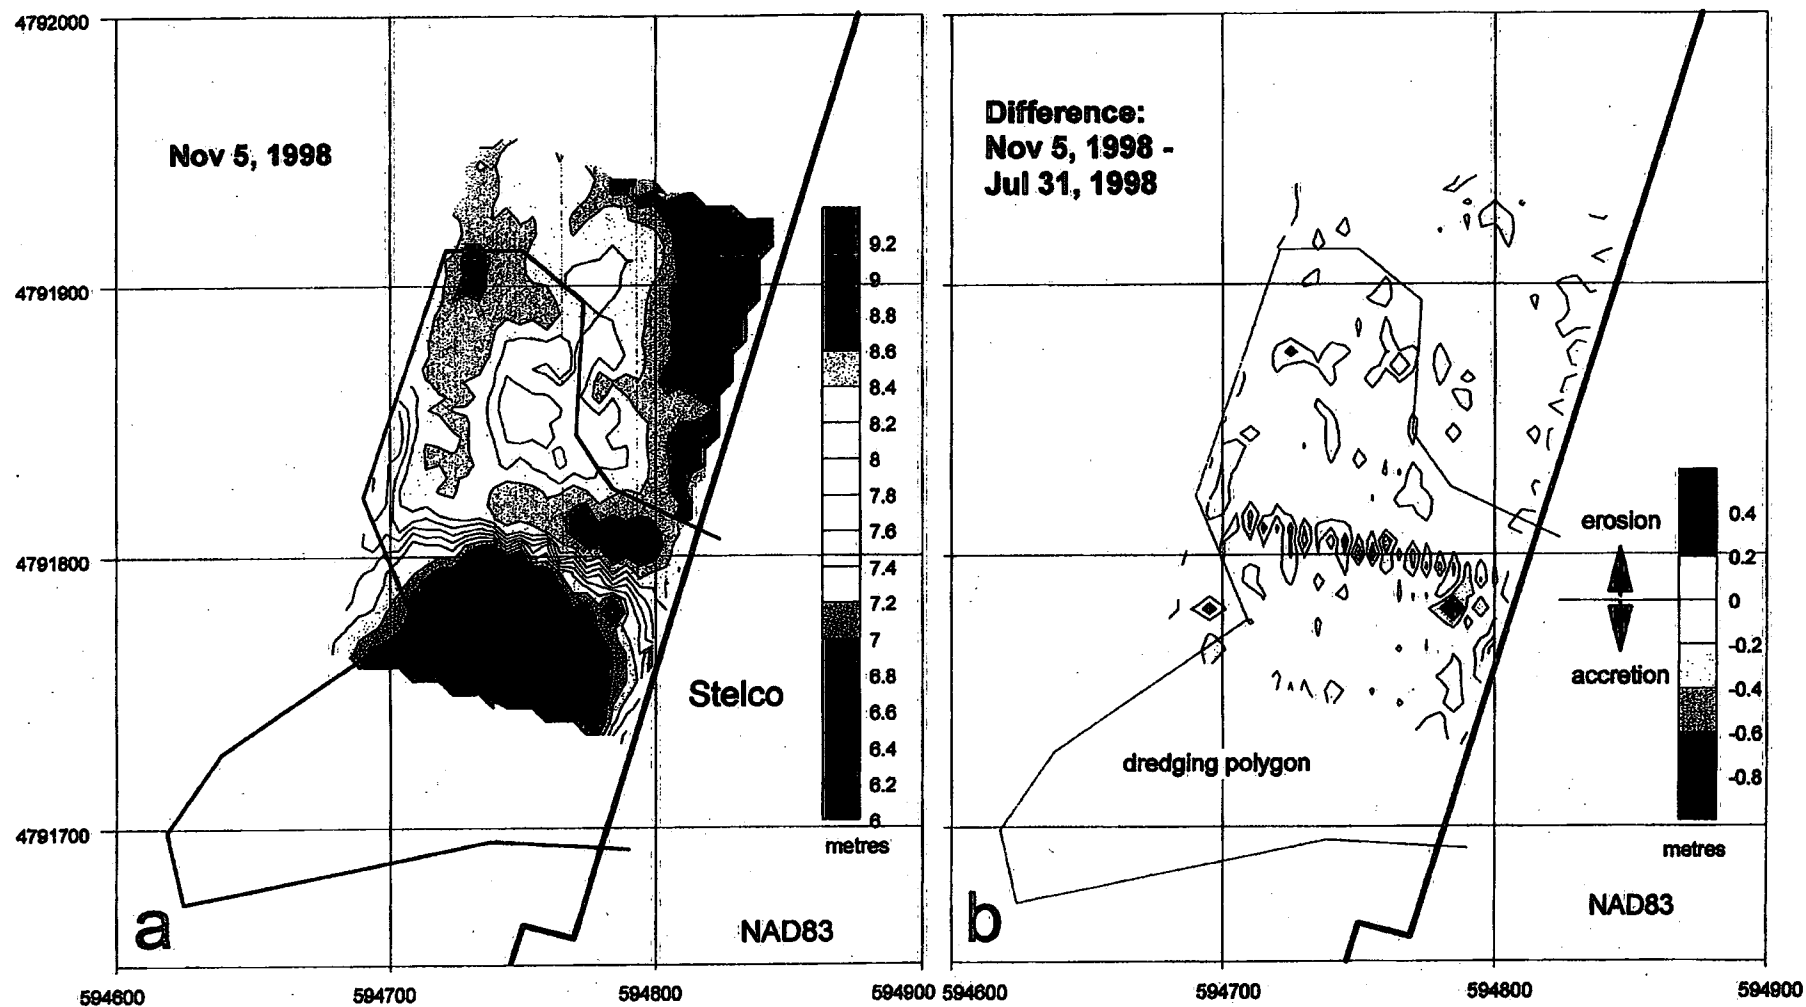 4792000
4791900
4791800
4791700
Nov 5, 1998
9.2
9
8.8
8.6
8.4
8.2
8
7.8
7.6
7.4
7.2
7
6.8
6.6
6.4
6.2
6
metres
Stelco
a
NAD83
594600
594700
594800
594900
Difference:
Nov 5, 1998 -
Jul 31, 1998
erosion
accretion
0.4
0.2
0
-0.2
-0.4
-0.6
-0.8
metres
dredging polygon
b
NAD83
594600
594700
594800
594900